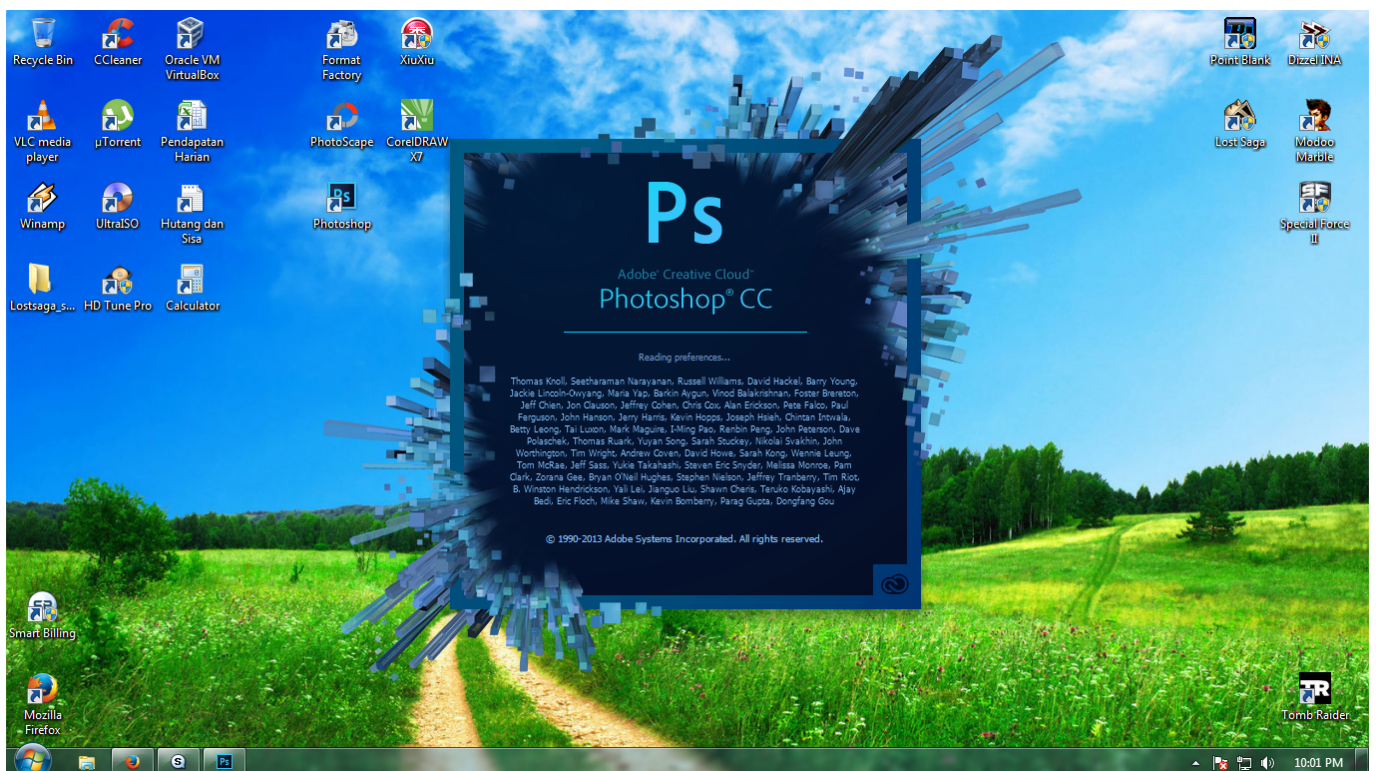 Recycle Bin
CCleaner
Oracle VM
VirtualBox
Format
Factory
XiuXiu
Point Blank
Dizzel INA
VLC media
player
µTorrent
Pendapatan
Harian
PhotoScape
CorelDRAW
X7
Lost Saga
Modoo
Marble
Winamp
UltraISO
Hutang dan
Sisa
Ps
Photoshop
SF
Special Force
II
Lostsaga_s...
HD Tune Pro
Calculator
Ps
Adobe® Creative Cloud™
Photoshop® CC
Reading preferences...
Thomas Knoll, Seetharaman Narayanan, Russell Williams, David Hackel, Barry Young,
Jackie Lincoln-Owyang, Maria Yap, Barkin Aygun, Vinod Balakrishnan, Foster Brereton,
Jeff Chien, Jon Clauson, Jeffrey Cohen, Chris Cox, Alan Erickson, Pete Falco, Paul
Ferguson, John Hanson, Jerry Harris, Kevin Hopps, Joseph Hsieh, Chintan Intwala,
Betty Leong, Tai Luxon, Mark Maguire, I-Ming Pao, Renbin Peng, John Peterson, Dave
Polaschek, Thomas Ruark, Yuyan Song, Sarah Stuckey, Nikolai Svakhin, John
Worthington, Tim Wright, Andrew Coven, David Howe, Sarah Kong, Wennie Leung,
Tom McRae, Jeff Sass, Yukie Takahashi, Steven Eric Snyder, Melissa Monroe, Pam
Clark, Zorana Gee, Bryan O'Neil Hughes, Stephen Nielson, Jeffrey Tranberry, Tim Riot,
B. Winston Hendrickson, Yali Lei, Jianguo Liu, Shawn Cheris, Teruko Kobayashi, Ajay
Bedi, Eric Floch, Mike Shaw, Kevin Bomberry, Parag Gupta, Dongfang Gou
© 1990-2013 Adobe Systems Incorporated. All rights reserved.
Smart Billing
Mozilla
Firefox
TR
Tomb Raider
S
Ps
10:01 PM